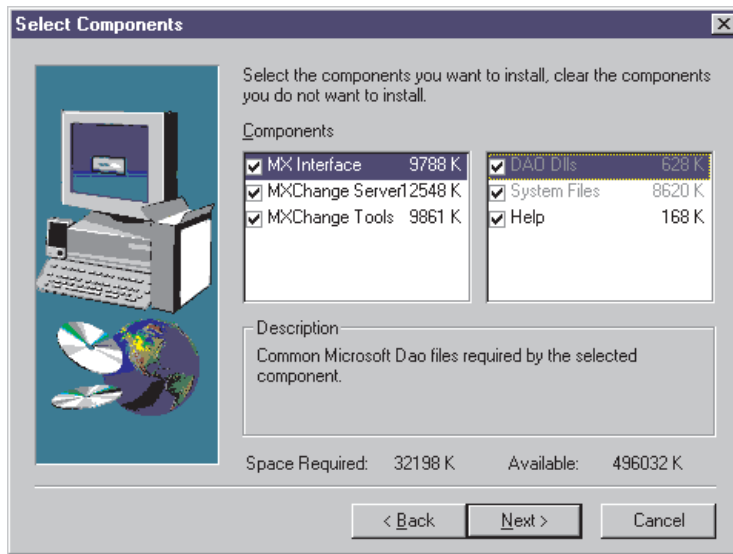 Select Components
Select the components you want to install, clear the components
you do not want to install.
Components
MX Interface 9788 K
MXChange Server12548 K
MXChange Tools 9861 K
DAO Dlls 628 K
System Files 8620 K
Help 168 K
Description
Common Microsoft Dao files required by the selected
component.
Space Required: 32198 K Available: 496032 K
< Back Next > Cancel